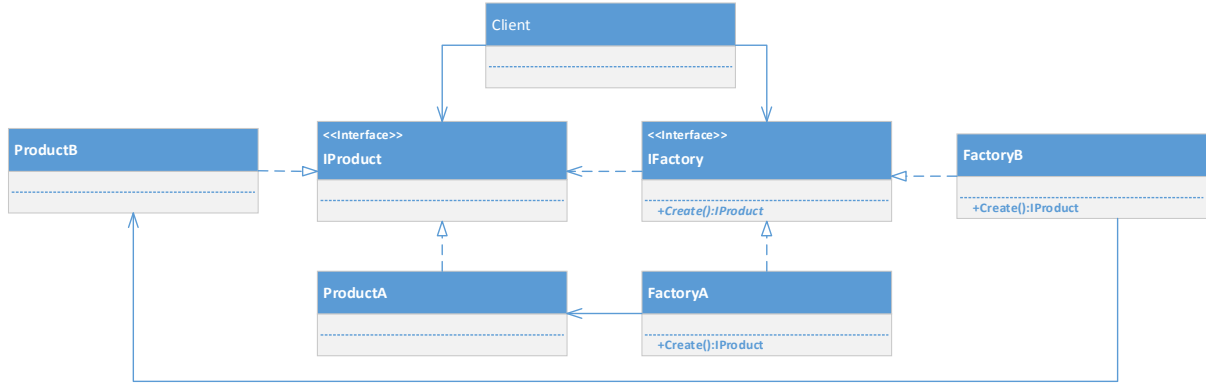 Client
ProductB
<<Interface>>
IProduct
<<Interface>>
IFactory
+Create():IProduct
FactoryB
+Create():IProduct
ProductA
FactoryA
+Create():IProduct